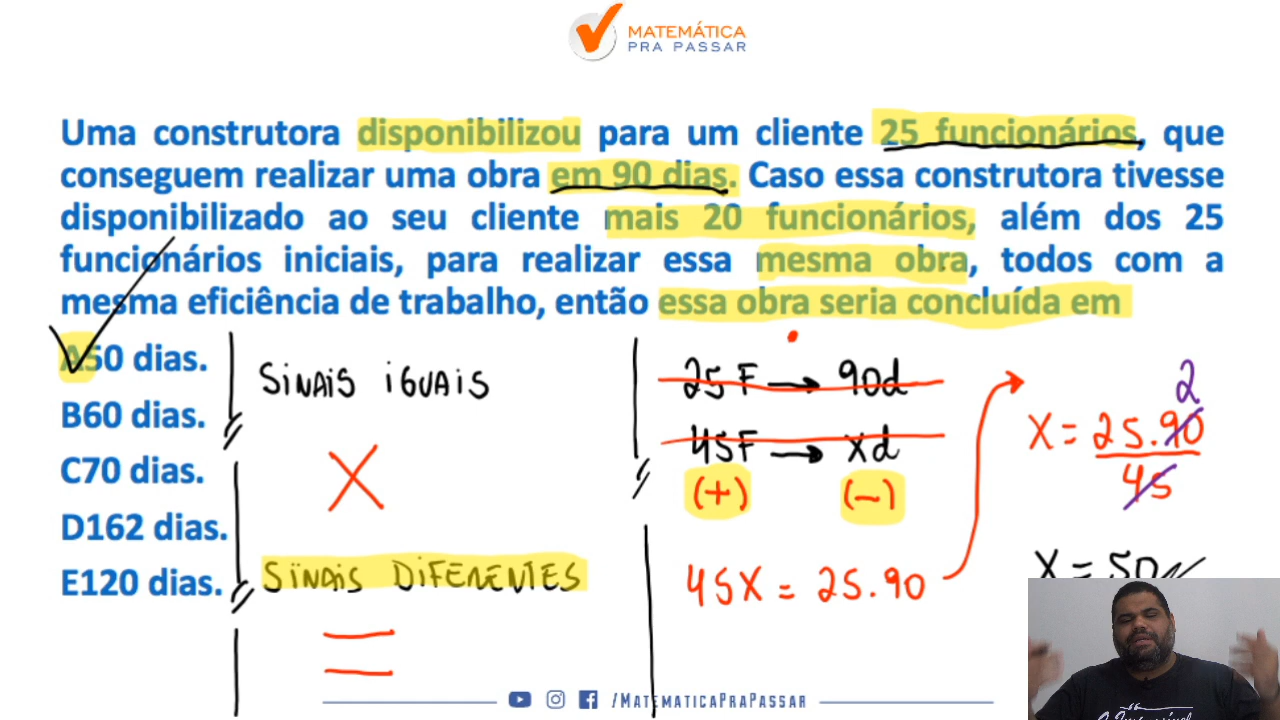 MATEMÁTICA
PRA PASSAR
Uma construtora disponibilizou para um cliente 25 funcionários, que
conseguem realizar uma obra em 90 dias. Caso essa construtora tivesse
disponibilizado ao seu cliente mais 20 funcionários, além dos 25
funcionários iniciais, para realizar essa mesma obra, todos com a
mesma eficiência de trabalho, então essa obra seria concluída em
A50 dias.
B60 dias.
C70 dias.
D162 dias.
E120 dias.
SINAIS IGUAIS
X
SINAIS DIFERENTES
=
25F → 90d
45F → xd
(+) (−)
45X = 25.90
2
X = 25.90
45
X = 50
/MATEMATICAPRAPASSAR